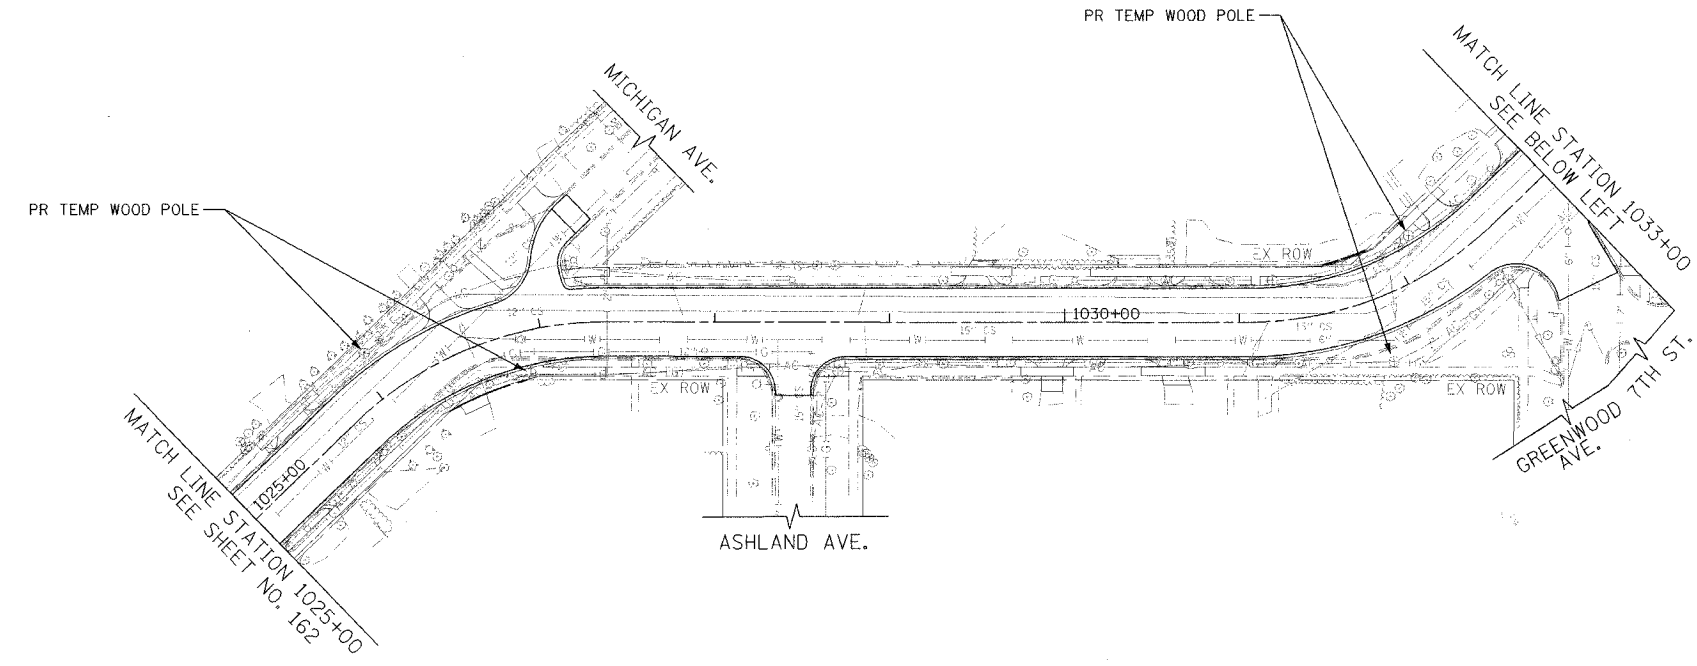 PR TEMP WOOD POLE
MATCH LINE STATION 1033+00
SEE BELOW LEFT
MICHIGAN AVE.
PR TEMP WOOD POLE
EX ROW
1030+00
12" CS
15" CS
15" CS
EX ROW
EX ROW
1025+00
MATCH LINE STATION 1025+00
SEE SHEET NO. 162
ASHLAND AVE.
GREENWOOD AVE.
7TH ST.